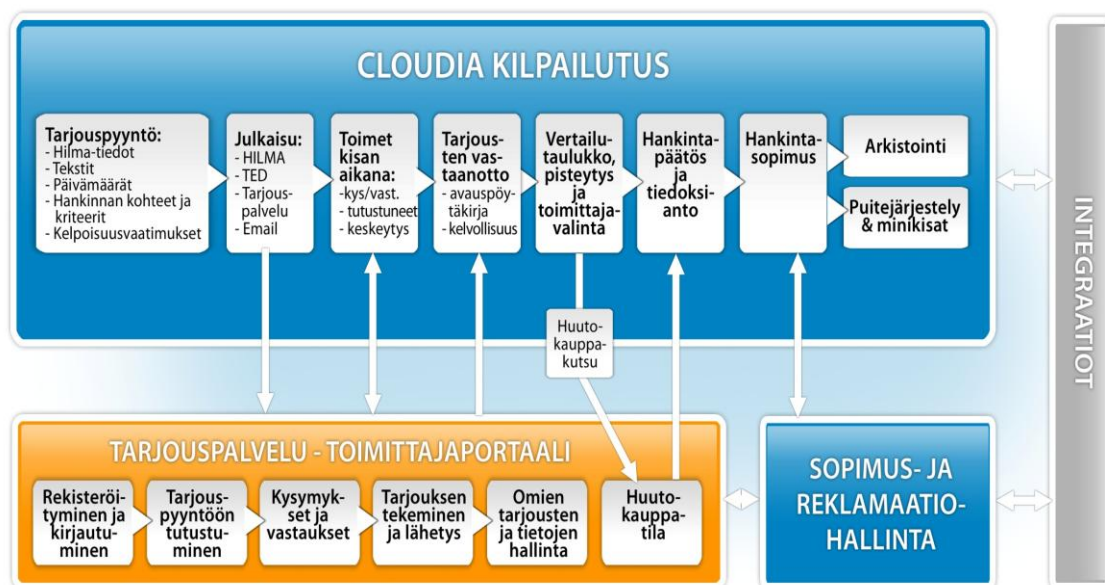 CLOUDIA KILPAILUTUS
Tarjouspyyntö:
- Hilma-tiedot
- Tekstit
- Päivämäärät
- Hankinnan kohteet ja
kriteerit
- Kelpoisuusvaatimukset
Julkaisu:
- HILMA
- TED
- Tarjous-
palvelu
- Email
Toimet
kisan
aikana:
-kys/vast.
- tutustuneet
- keskeytys
Tarjous-
ten vas-
taanotto
- avauspöy-
täkirja
- kelvollisuus
Vertailu-
taulukko,
pisteytys
ja
toimittaja-
valinta
Hankinta-
päätös
ja
tiedoksi-
anto
Hankinta-
sopimus
Arkistointi
Puitejärjestely
& minikisat
Huuto-
kauppa-
kutsu
INTEGRAATIOT
TARJOUSPALVELU - TOIMITTAJAPORTAALI
Rekisteröi-
tyminen ja
kirjautu-
minen
Tarjous-
pyyntöön
tutustu-
minen
Kysymyk-
set ja
vastaukset
Tarjouksen
tekeminen
ja lähetys
Omien
tarjousten
ja tietojen
hallinta
Huuto-
kauppa-
tila
SOPIMUS- JA
REKLAMAATIO-
HALLINTA